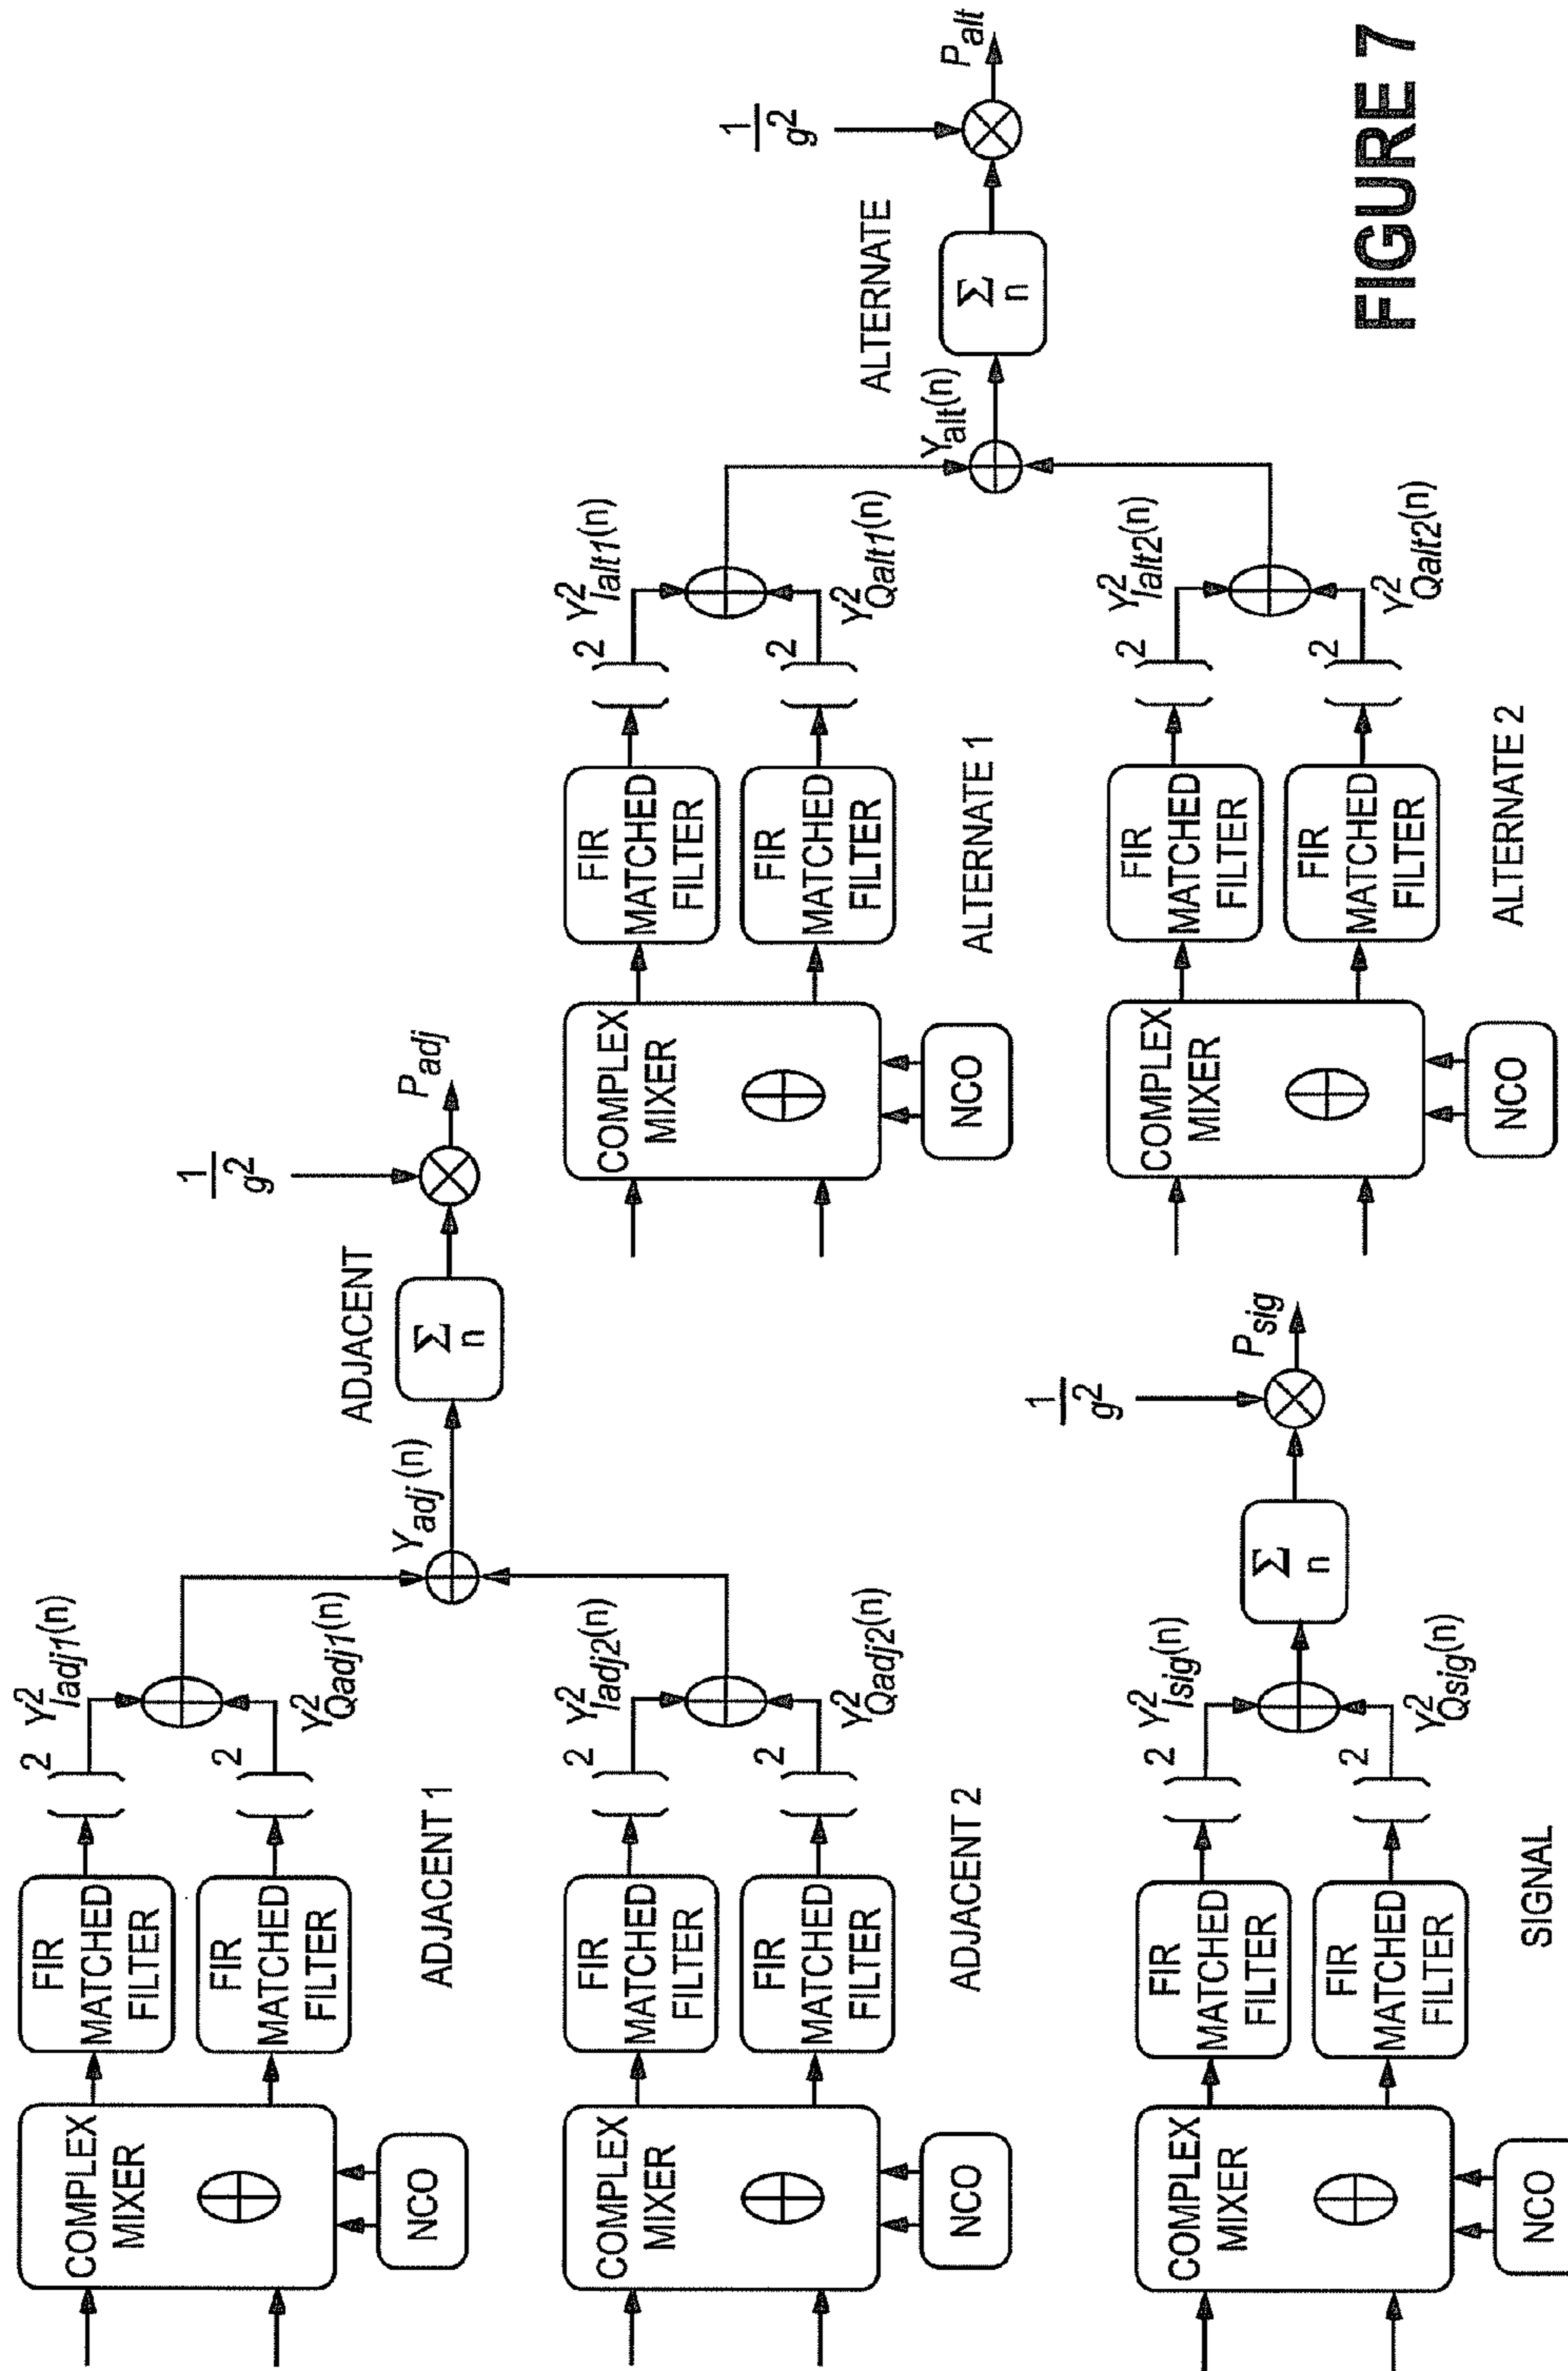 COMPLEX
MIXER
NCO
FIR
MATCHED
FILTER
FIR
MATCHED
FILTER
ADJACENT 1
( )²
Y²Iadj1(n)
( )²
Y²Qadj1(n)
COMPLEX
MIXER
NCO
FIR
MATCHED
FILTER
FIR
MATCHED
FILTER
ADJACENT 2
( )²
Y²Iadj2(n)
( )²
Y²Qadj2(n)
Yadj(n)
ADJACENT
Σ
n
1
g²
Padj
COMPLEX
MIXER
NCO
FIR
MATCHED
FILTER
FIR
MATCHED
FILTER
SIGNAL
( )²
Y²Isig(n)
( )²
Y²Qsig(n)
Σ
n
1
g²
Psig
COMPLEX
MIXER
NCO
FIR
MATCHED
FILTER
FIR
MATCHED
FILTER
ALTERNATE 1
( )²
Y²Ialt1(n)
( )²
Y²Qalt1(n)
COMPLEX
MIXER
NCO
FIR
MATCHED
FILTER
FIR
MATCHED
FILTER
ALTERNATE 2
( )²
Y²Ialt2(n)
( )²
Y²Qalt2(n)
Yalt(n)
ALTERNATE
Σ
n
1
g²
Palt
FIGURE 7